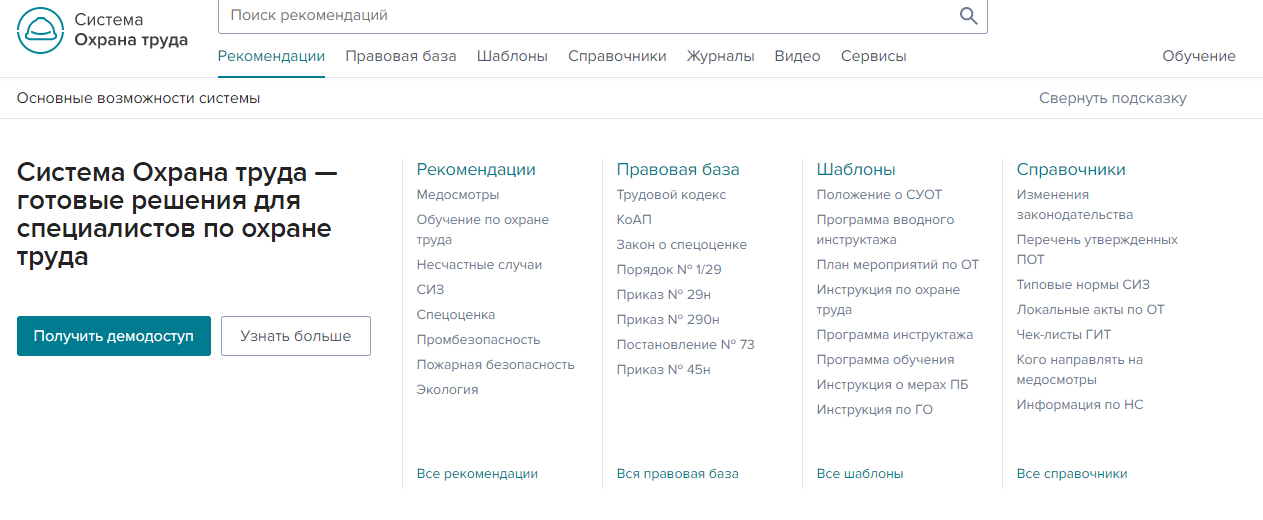 Система
Охрана труда
Поиск рекомендаций
Рекомендации Правовая база Шаблоны Справочники Журналы Видео Сервисы Обучение
Основные возможности системы Свернуть подсказку
Система Охрана труда —
готовые решения для
специалистов по охране
труда
Получить демодоступ Узнать больше
Рекомендации
Медосмотры
Обучение по охране
труда
Несчастные случаи
СИЗ
Спецоценка
Промбезопасность
Пожарная безопасность
Экология
Все рекомендации
Правовая база
Трудовой кодекс
КоАП
Закон о спецоценке
Порядок № 1/29
Приказ № 29н
Приказ № 290н
Постановление № 73
Приказ № 45н
Вся правовая база
Шаблоны
Положение о СУОТ
Программа вводного
инструктажа
План мероприятий по ОТ
Инструкция по охране
труда
Программа инструктажа
Программа обучения
Инструкция о мерах ПБ
Инструкция по ГО
Все шаблоны
Справочники
Изменения
законодательства
Перечень утвержденных
ПОТ
Типовые нормы СИЗ
Локальные акты по ОТ
Чек-листы ГИТ
Кого направлять на
медосмотры
Информация по НС
Все справочники